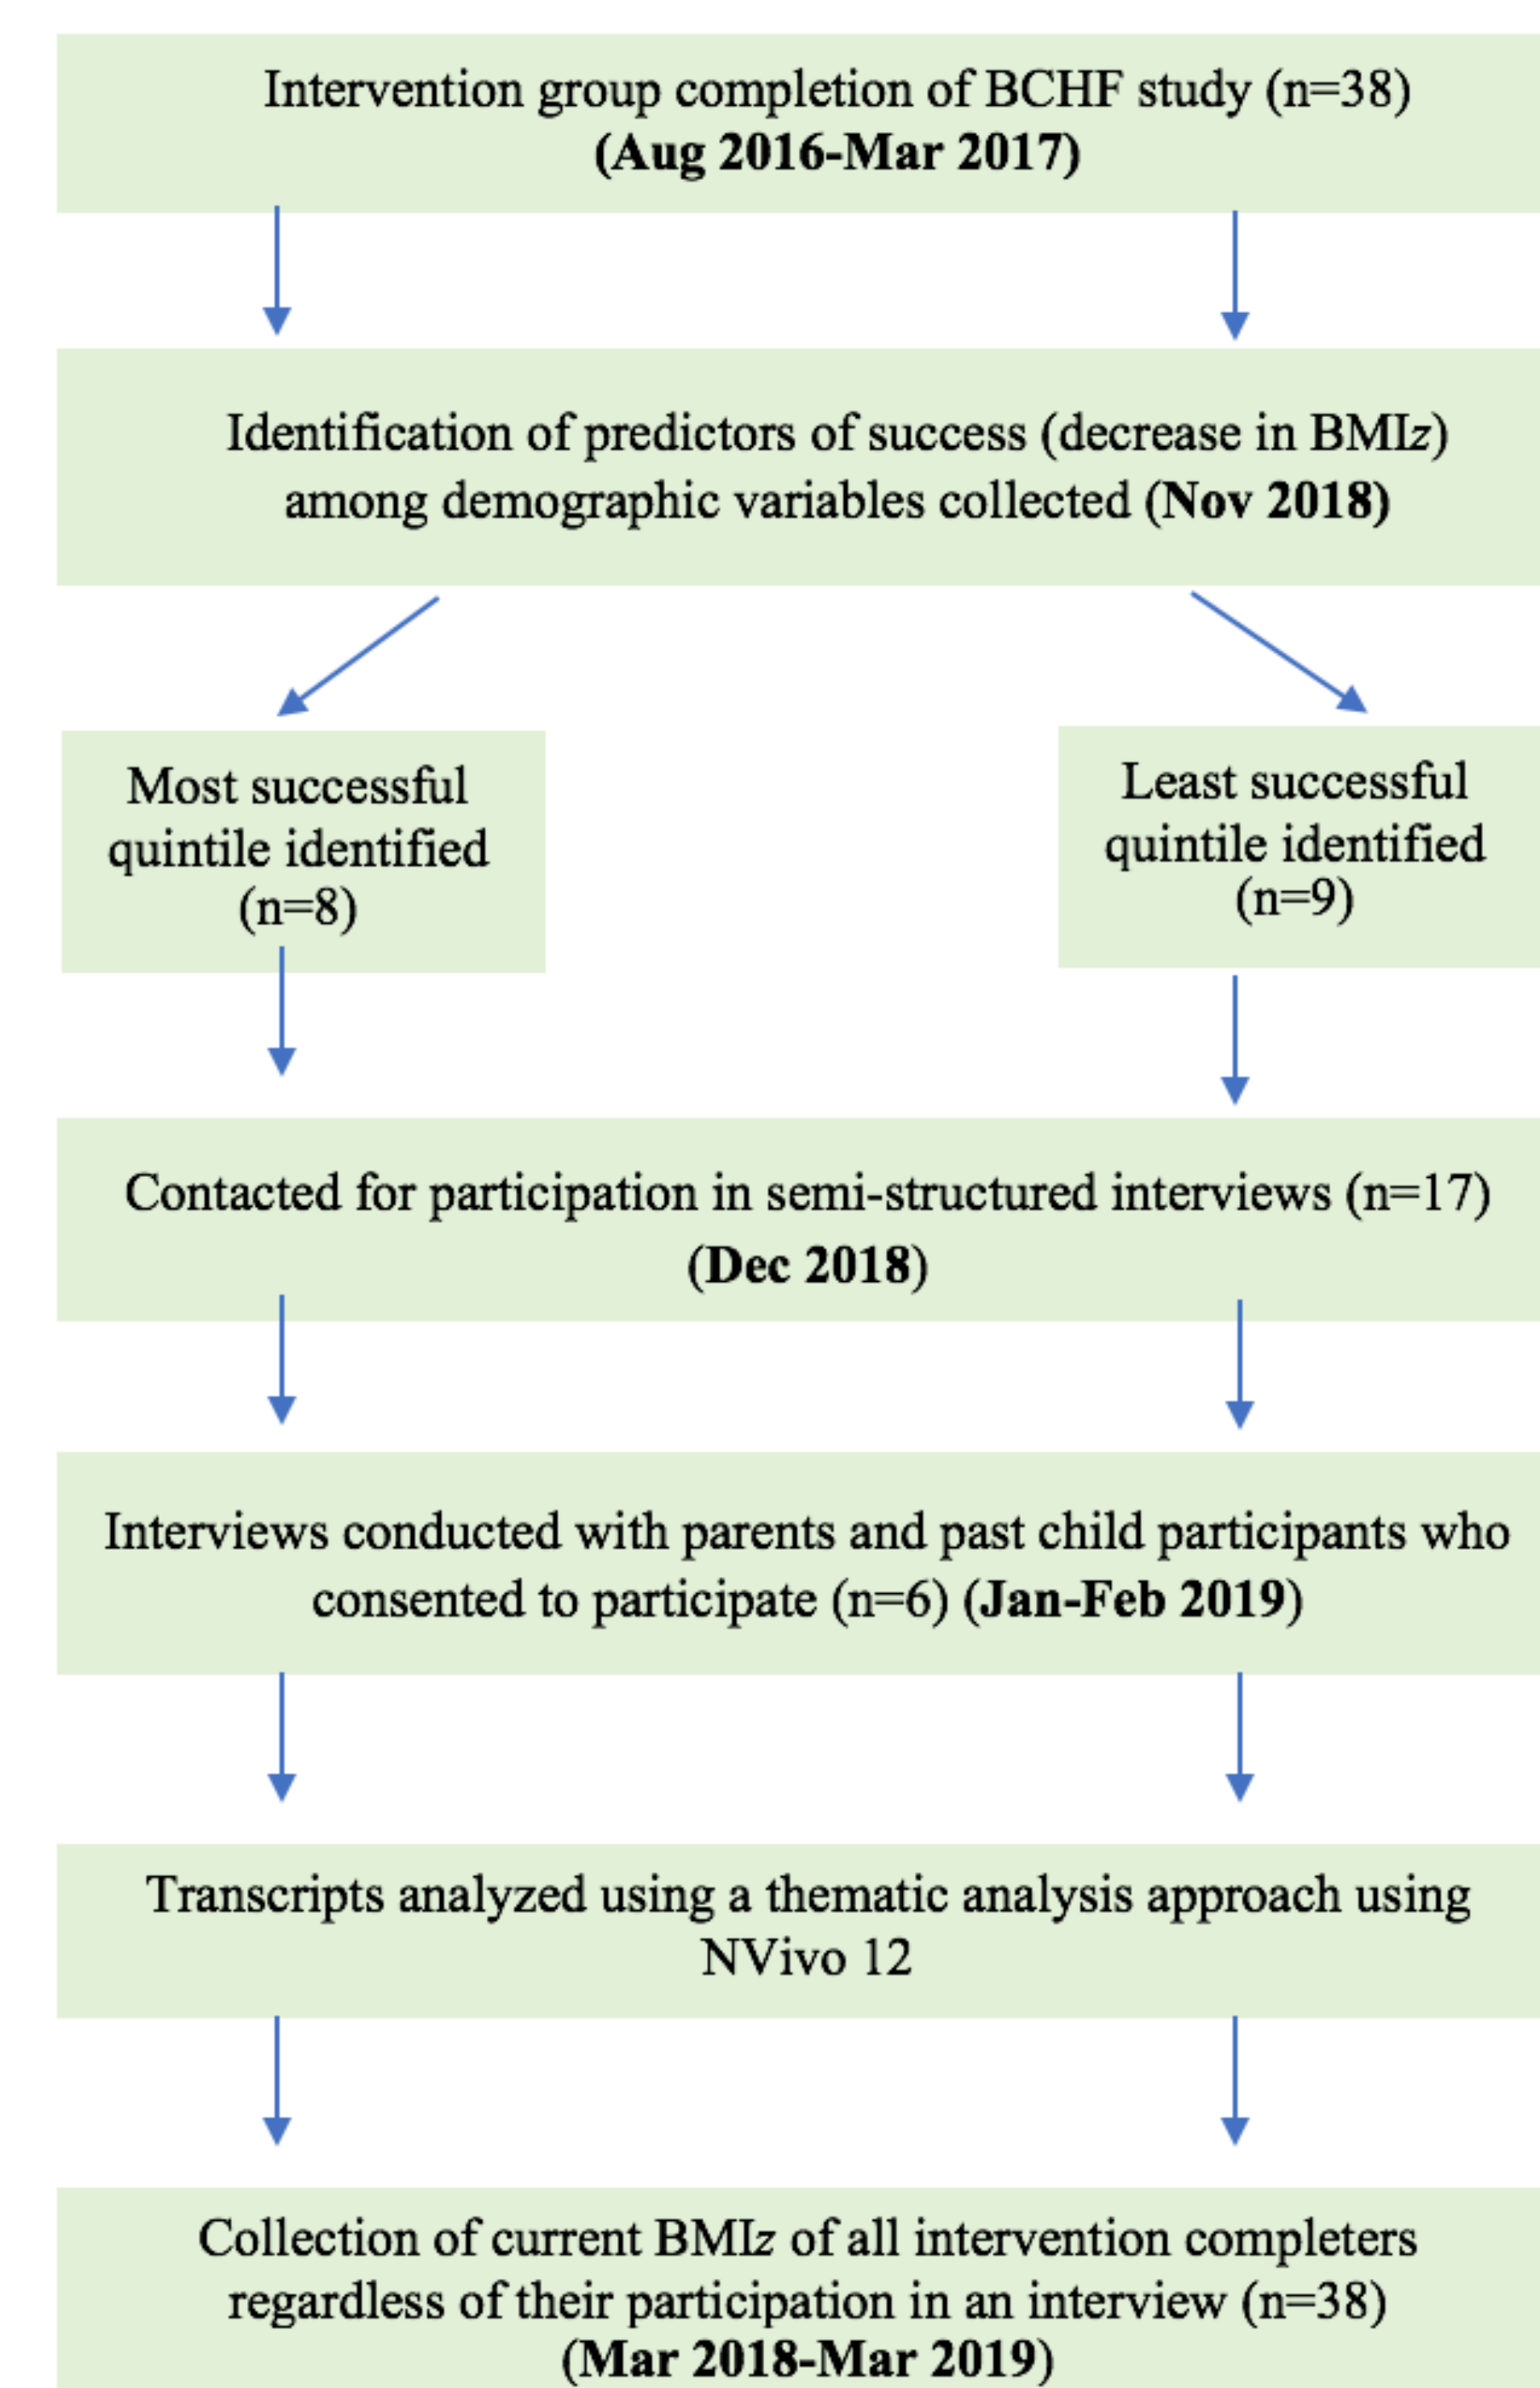 Intervention group completion of BCHF study (n=38)
(Aug 2016-Mar 2017)
Identification of predictors of success (decrease in BMIz)
among demographic variables collected (Nov 2018)
Most successful
quintile identified
(n=8)
Least successful
quintile identified
(n=9)
Contacted for participation in semi-structured interviews (n=17)
(Dec 2018)
Interviews conducted with parents and past child participants who
consented to participate (n=6) (Jan-Feb 2019)
Transcripts analyzed using a thematic analysis approach using
NVivo 12
Collection of current BMIz of all intervention completers
regardless of their participation in an interview (n=38)
(Mar 2018-Mar 2019)